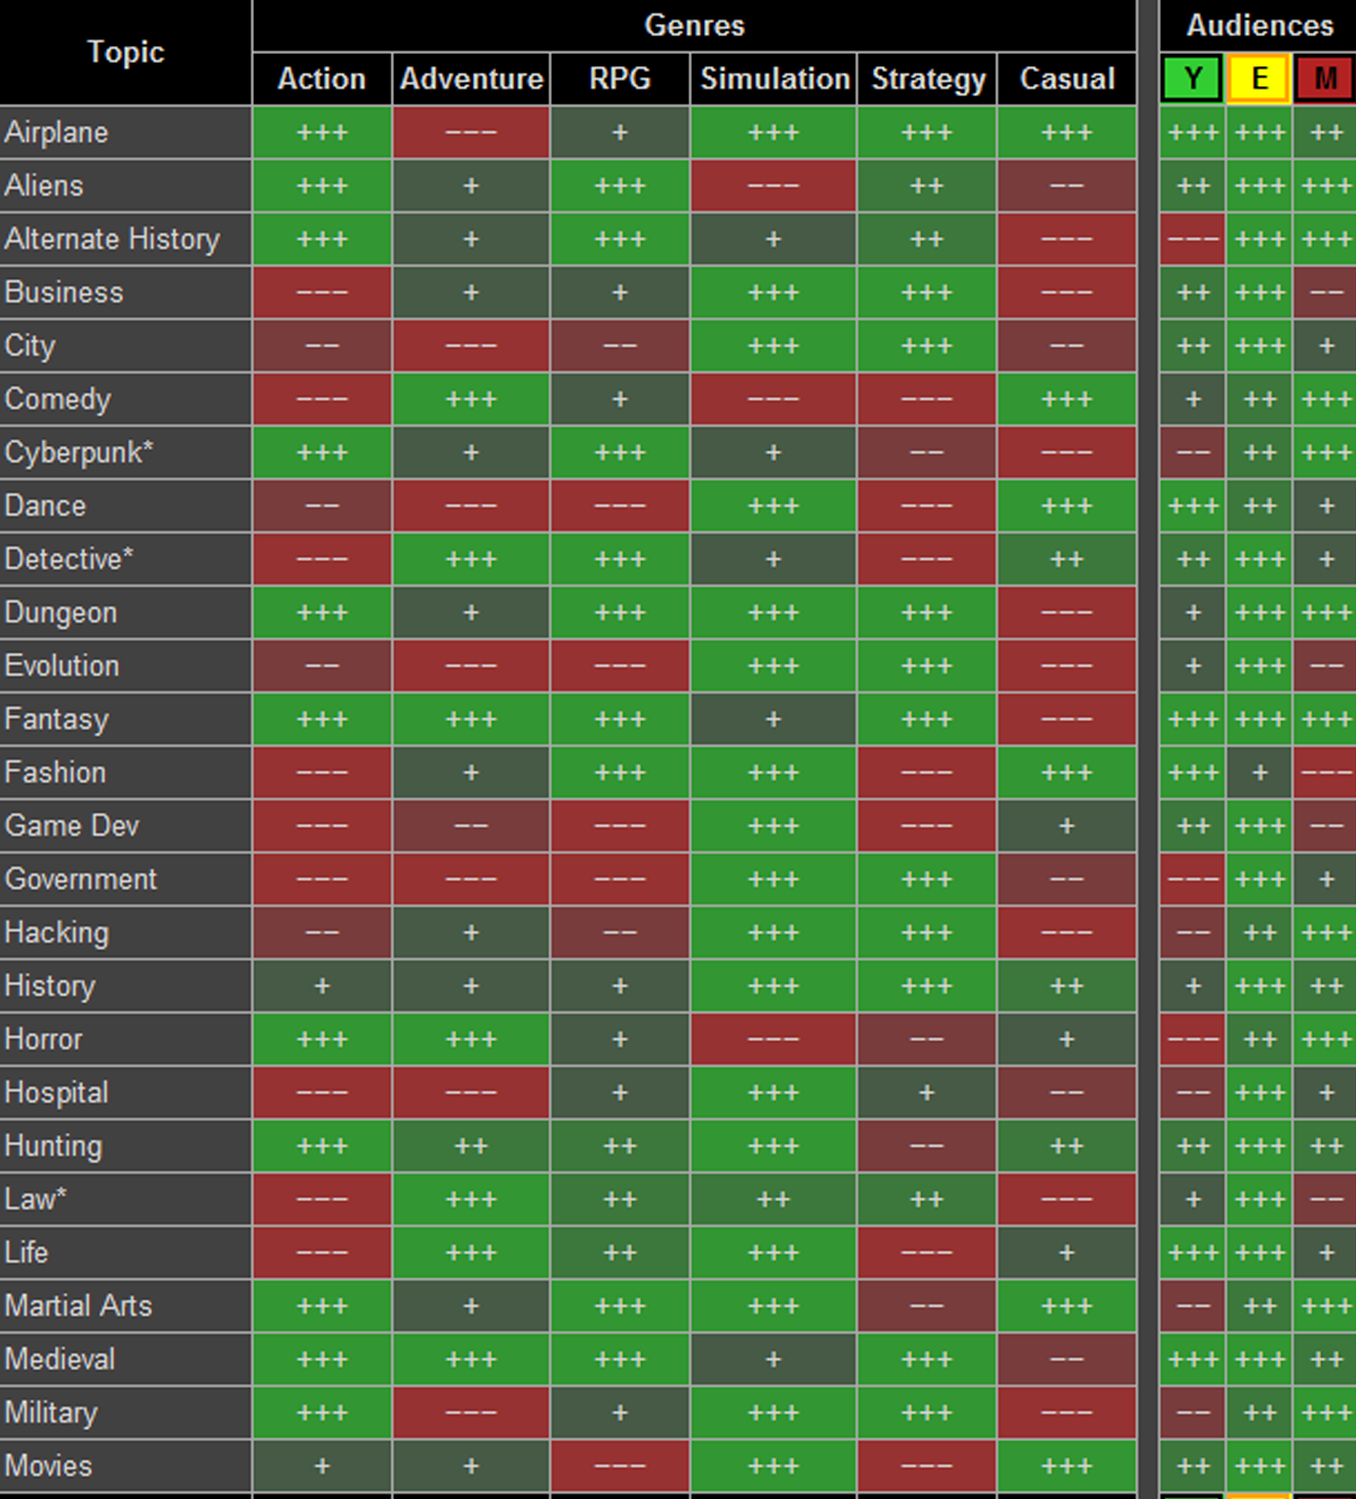 Topic Genres Audiences
Action Adventure RPG Simulation Strategy Casual Y E M
Airplane +++ −−− + +++ +++ +++ +++ +++ ++
Aliens +++ + +++ −−− ++ −− ++ +++ +++
Alternate History +++ + +++ + ++ −−− −−− +++ +++
Business −−− + + +++ +++ −−− ++ +++ −−
City −− −−− −− +++ +++ −− ++ +++ +
Comedy −−− +++ + −−− −−− +++ + ++ +++
Cyberpunk* +++ + +++ + −− −−− −− ++ +++
Dance −− −−− −−− +++ −−− +++ +++ ++ +
Detective* −−− +++ +++ + −−− ++ ++ +++ +
Dungeon +++ + +++ +++ +++ −−− + +++ +++
Evolution −− −−− −−− +++ +++ −−− + +++ −−
Fantasy +++ +++ +++ + +++ −−− +++ +++ +++
Fashion −−− + +++ +++ −−− +++ +++ + −−−
Game Dev −−− −− −−− +++ −−− + ++ +++ −−
Government −−− −−− −−− +++ +++ −− −−− +++ +
Hacking −− + −− +++ +++ −−− −− ++ +++
History + + + +++ +++ ++ + +++ ++
Horror +++ +++ + −−− −− + −−− ++ +++
Hospital −−− −−− + +++ + −− −− +++ +
Hunting +++ ++ ++ +++ −− ++ ++ +++ ++
Law* −−− +++ ++ ++ ++ −−− + +++ −−
Life −−− +++ ++ +++ −−− + +++ +++ +
Martial Arts +++ + +++ +++ −− +++ −− ++ +++
Medieval +++ +++ +++ + +++ −− +++ +++ ++
Military +++ −−− + +++ +++ −−− −− ++ +++
Movies + + −−− +++ −−− +++ ++ +++ ++